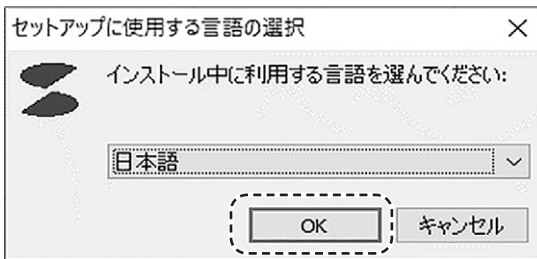 セットアップに使用する言語の選択
インストール中に利用する言語を選んでください:
日本語
OK キャンセル